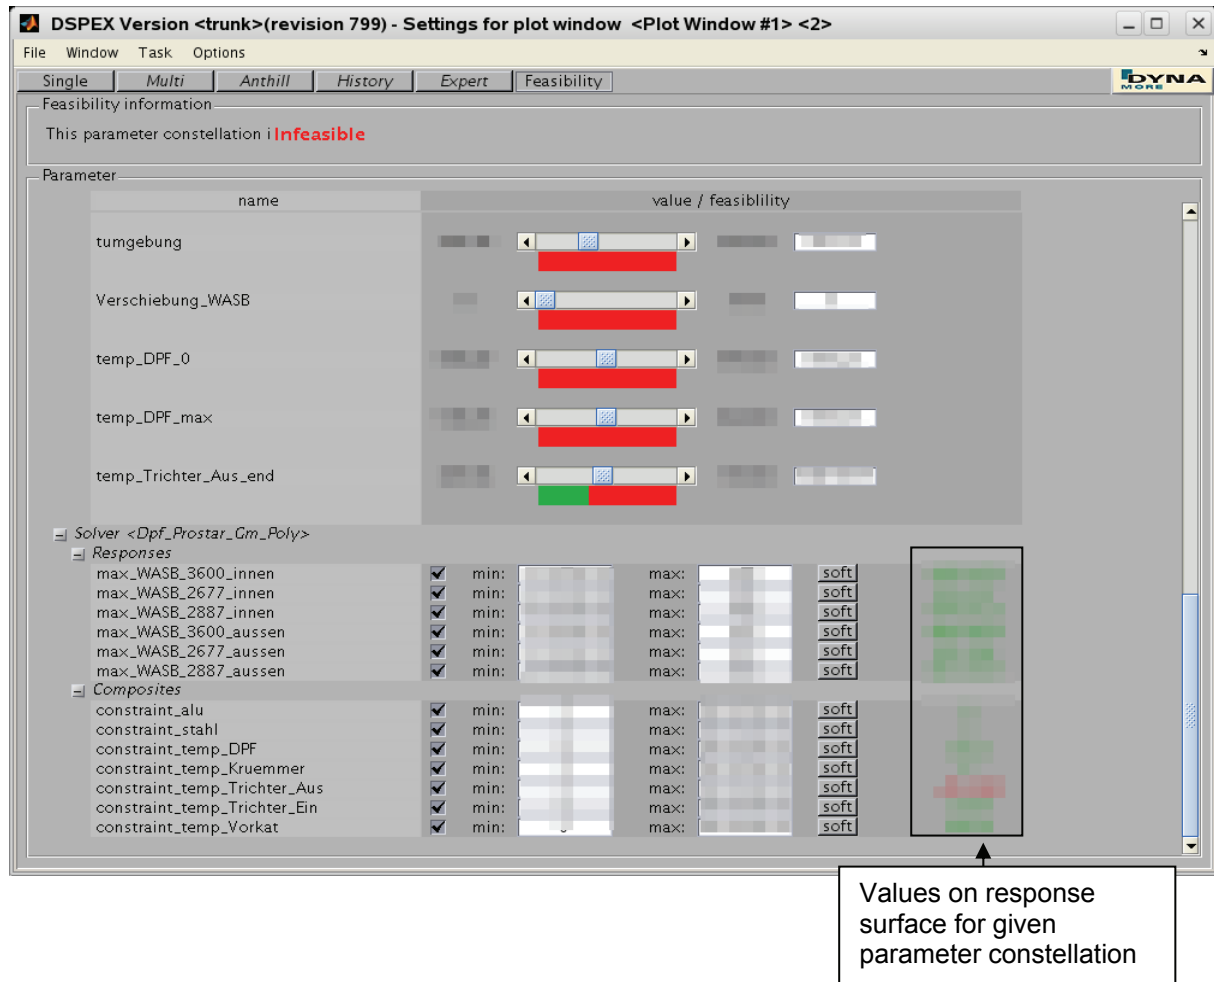 DSPEX Version <trunk>(revision 799) - Settings for plot window <Plot Window #1> <2>
File Window Task Options
Single Multi Anthill History Expert Feasibility
DYNA
MORE
Feasibility information
This parameter constellation i Infeasible
Parameter
name value / feasiblility
tumgebung
Verschiebung_WASB
temp_DPF_0
temp_DPF_max
temp_Trichter_Aus_end
Solver <Dpf_Prostar_Gm_Poly>
Responses
max_WASB_3600_innen min: max: soft
max_WASB_2677_innen min: max: soft
max_WASB_2887_innen min: max: soft
max_WASB_3600_aussen min: max: soft
max_WASB_2677_aussen min: max: soft
max_WASB_2887_aussen min: max: soft
Composites
constraint_alu min: max: soft
constraint_stahl min: max: soft
constraint_temp_DPF min: max: soft
constraint_temp_Kruemmer min: max: soft
constraint_temp_Trichter_Aus min: max: soft
constraint_temp_Trichter_Ein min: max: soft
constraint_temp_Vorkat min: max: soft
Values on response
surface for given
parameter constellation